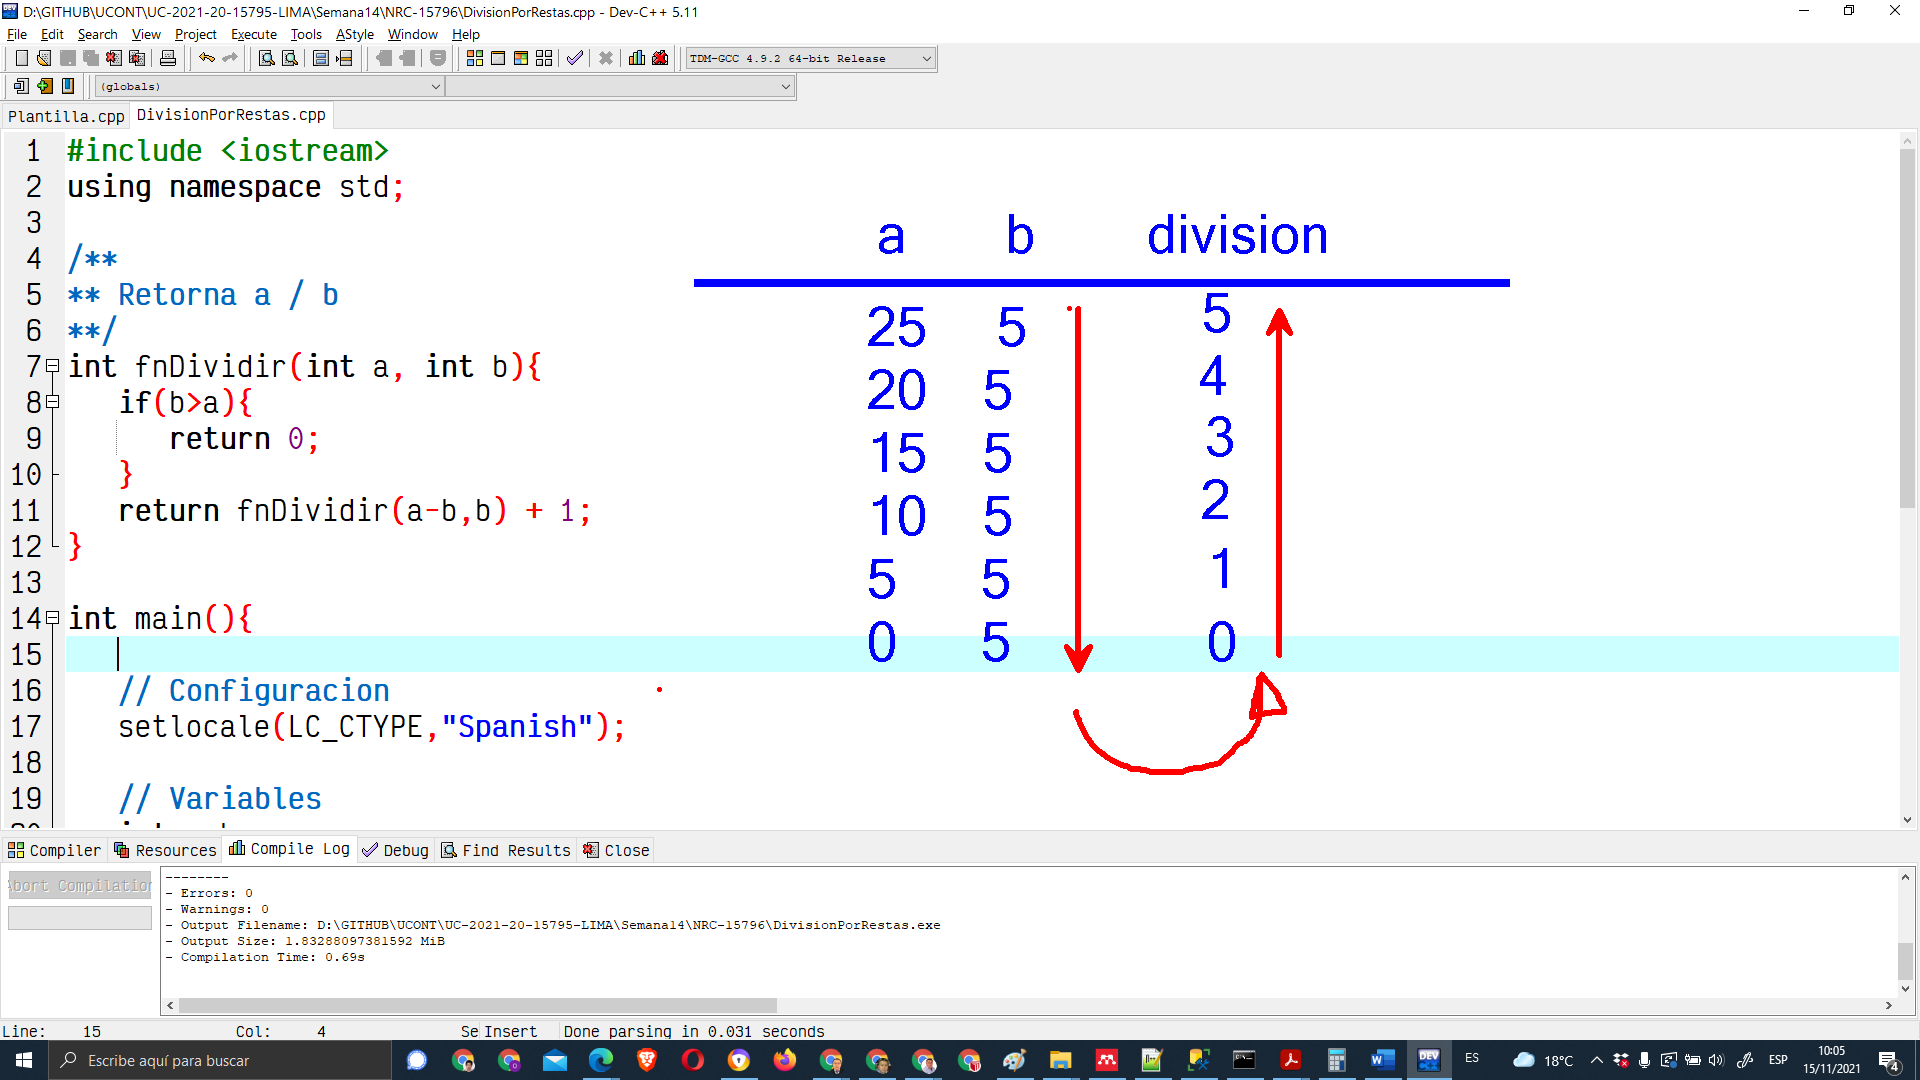 D:\GITHUB\UCONT\UC-2021-20-15795-LIMA\Semana14\NRC-15796\DivisionPorRestas.cpp - Dev-C++ 5.11
File Edit Search View Project Execute Tools AStyle Window Help
TDM-GCC 4.9.2 64-bit Release
(globals)
Plantilla.cpp DivisionPorRestas.cpp
1 #include <iostream>
2 using namespace std;
3
4 /**
5 ** Retorna a / b
6 **/
7 int fnDividir(int a, int b){
8 if(b>a){
9 return 0;
10 }
11 return fnDividir(a-b,b) + 1;
12 }
13
14 int main(){
15
16 // Configuracion
17 setlocale(LC_CTYPE,"Spanish");
18
19 // Variables
a b division
25 5 5
20 5 4
15 5 3
10 5 2
5 5 1
0 5 0
Compiler Resources Compile Log Debug Find Results Close
Abort Compilation
--------
- Errors: 0
- Warnings: 0
- Output Filename: D:\GITHUB\UCONT\UC-2021-20-15795-LIMA\Semana14\NRC-15796\DivisionPorRestas.exe
- Output Size: 1.83288097381592 MiB
- Compilation Time: 0.69s
Line: 15 Col: 4 Se Insert Done parsing in 0.031 seconds
Escribe aquí para buscar
DEV
ES
18°C
ESP
10:05
15/11/2021
4